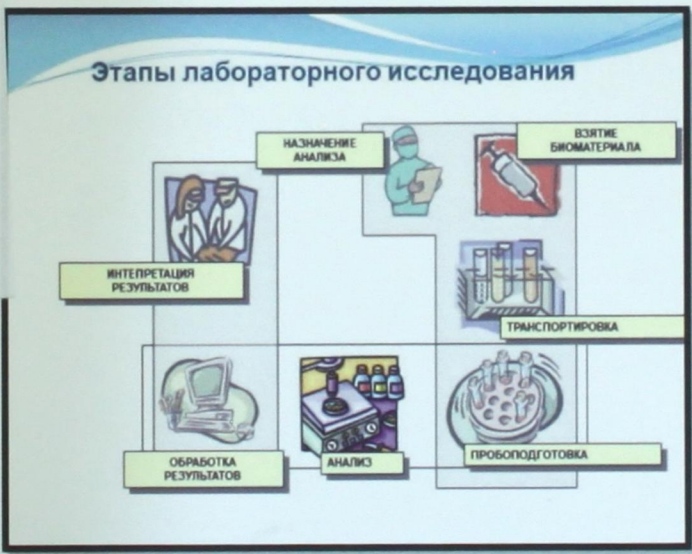 Этапы лабораторного исследования
НАЗНАЧЕНИЕ
АНАЛИЗА
ВЗЯТИЕ
БИОМАТЕРИАЛА
ИНТЕПРЕТАЦИЯ
РЕЗУЛЬТАТОВ
ТРАНСПОРТИРОВКА
ОБРАБОТКА
РЕЗУЛЬТАТОВ
АНАЛИЗ
ПРОБОПОДГОТОВКА